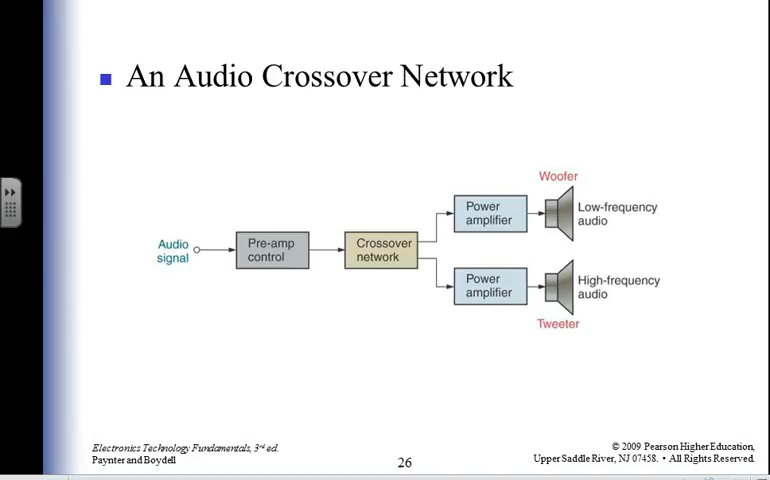 An Audio Crossover Network
Woofer
Power
amplifier
Low-frequency
audio
Audio
signal
Pre-amp
control
Crossover
network
Power
amplifier
High-frequency
audio
Tweeter
Electronics Technology Fundamentals, 3rd ed.
Paynter and Boydell
26
© 2009 Pearson Higher Education,
Upper Saddle River, NJ 07458. • All Rights Reserved.